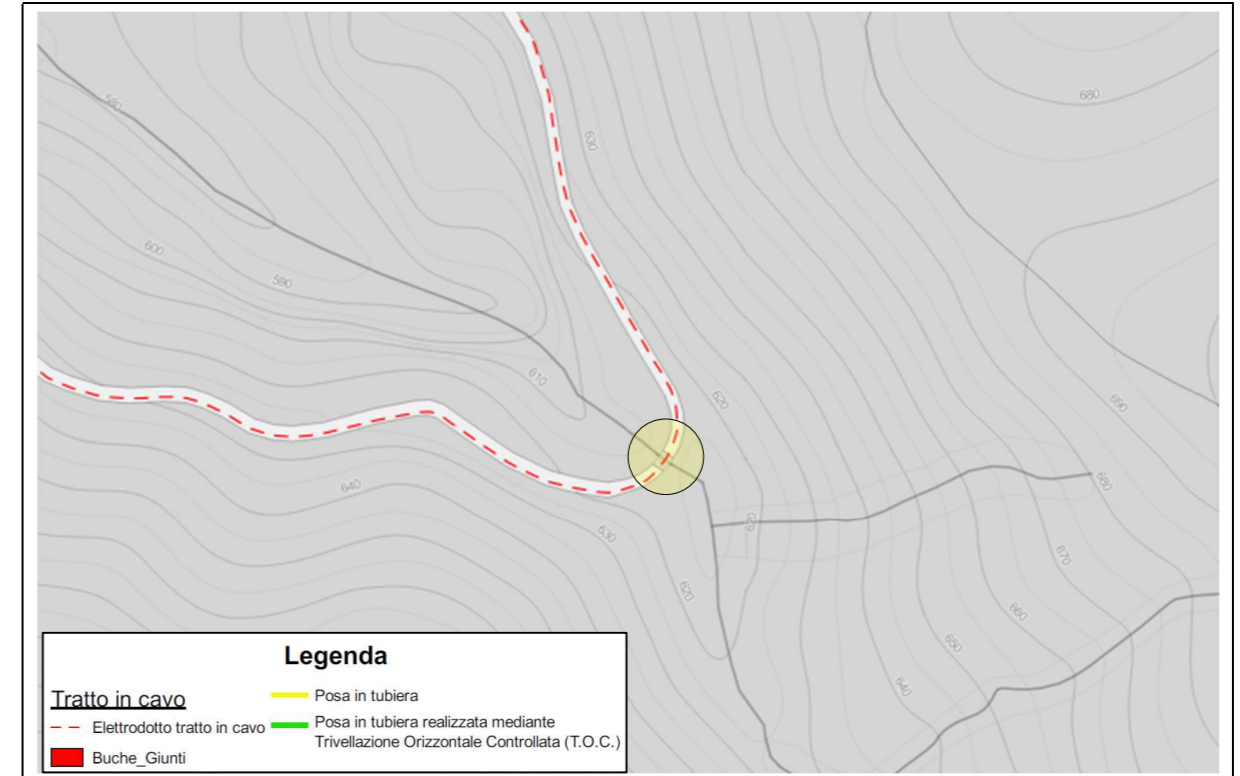 680
580
630
600
590
610
620
690
640
680
630
620
620
670
660
650
640
Legenda
Tratto in cavo
Elettrodotto tratto in cavo
Buche_Giunti
Posa in tubiera
Posa in tubiera realizzata mediante
Trivellazione Orizzontale Controllata (T.O.C.)